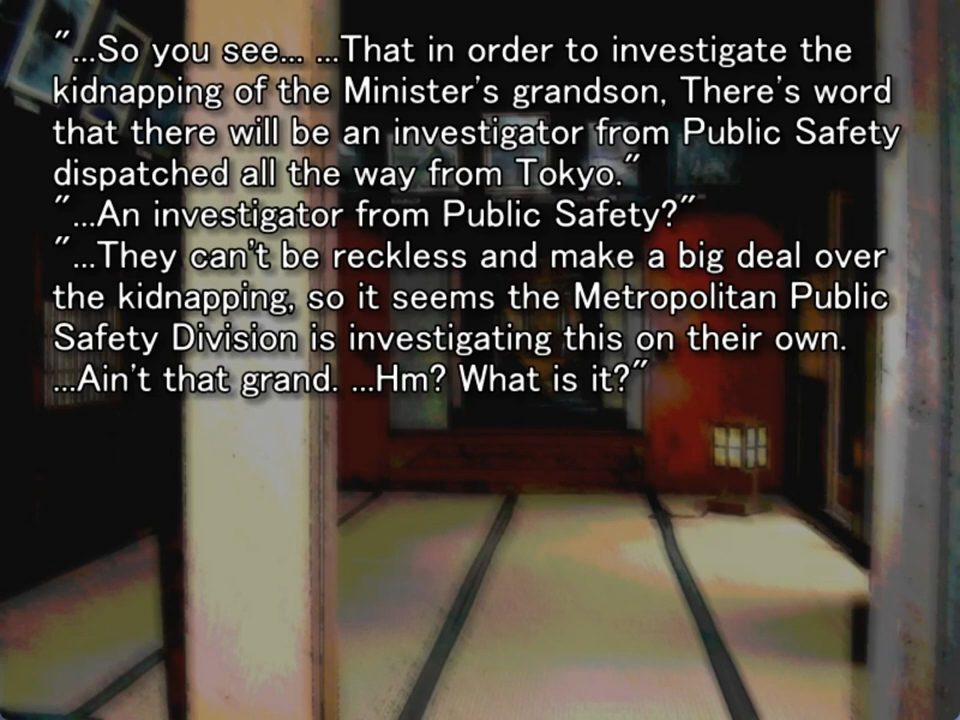 "...So you see... ...That in order to investigate the
kidnapping of the Minister's grandson, There's word
that there will be an investigator from Public Safety
dispatched all the way from Tokyo."
"...An investigator from Public Safety?"
"...They can't be reckless and make a big deal over
the kidnapping, so it seems the Metropolitan Public
Safety Division is investigating this on their own.
...Ain't that grand. ...Hm? What is it?"